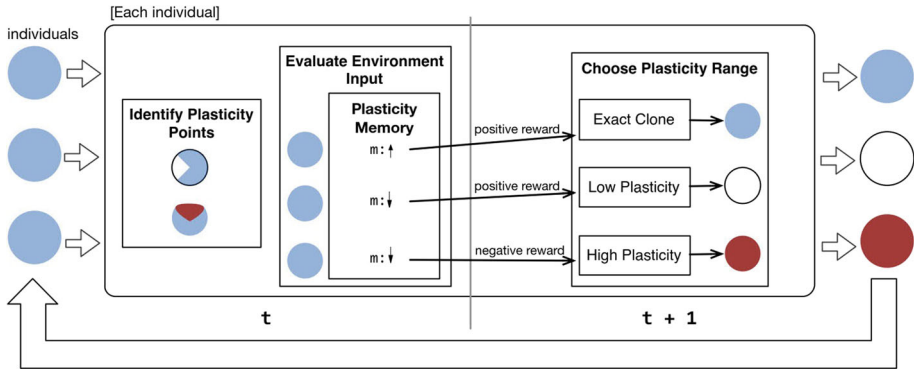 [Each individual]
individuals
Identify Plasticity
Points
Evaluate Environment
Input
Plasticity
Memory
m:↑
m:↓
m:↓
positive reward
positive reward
negative reward
Choose Plasticity Range
Exact Clone
Low Plasticity
High Plasticity
t
t + 1